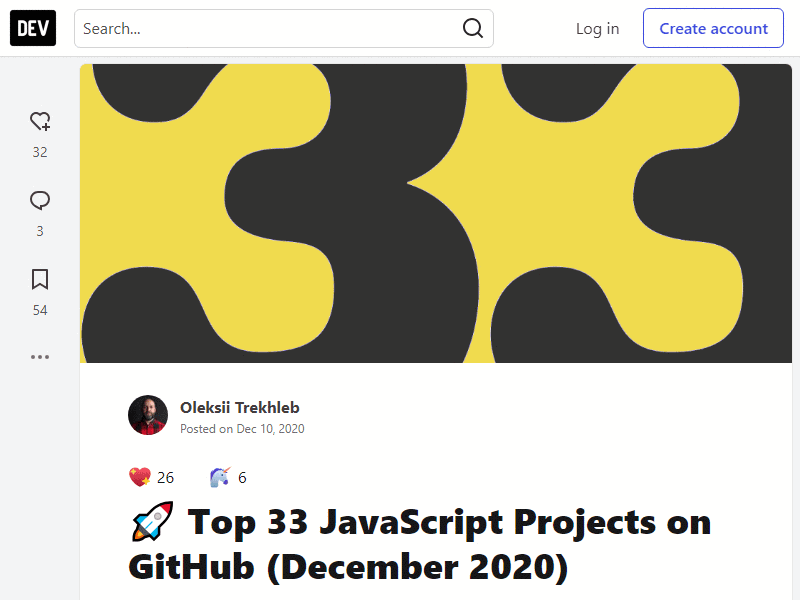 DEV
Search...
Log in
Create account
32
3
54
33
Oleksii Trekhleb
Posted on Dec 10, 2020
💖 26 🦄 6
🚀 Top 33 JavaScript Projects on
GitHub (December 2020)